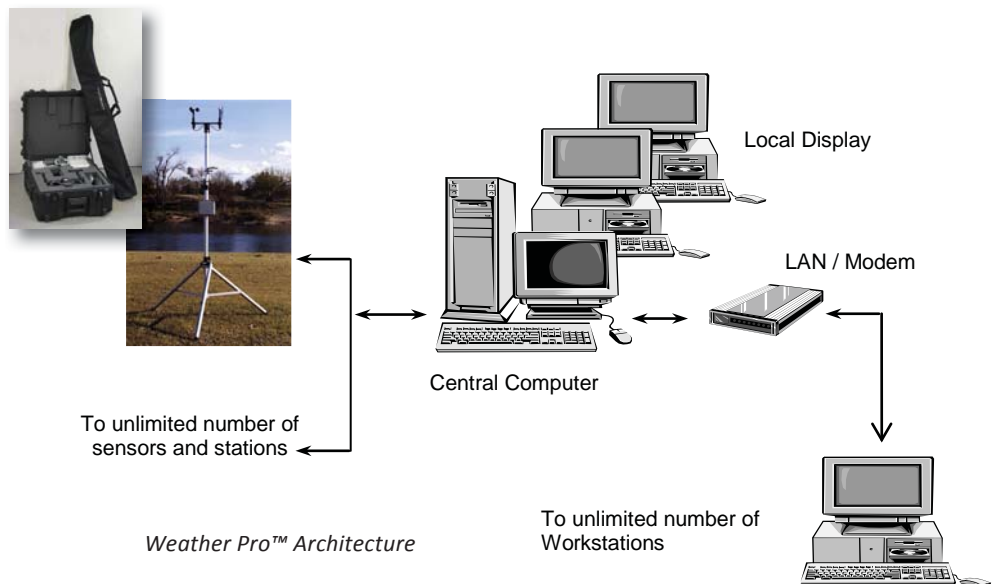 Local Display
LAN / Modem
Central Computer
To unlimited number of
sensors and stations
To unlimited number of
Workstations
Weather Pro™ Architecture